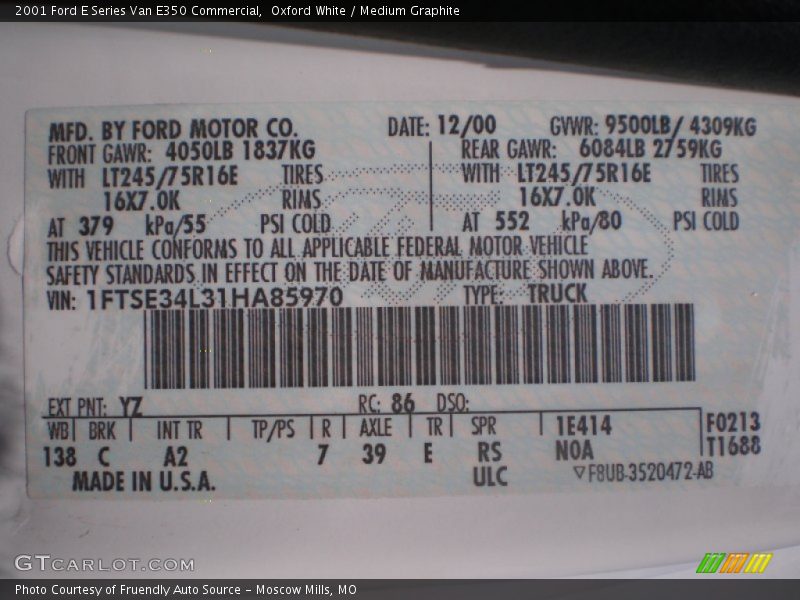 2001 Ford E Series Van E350 Commercial,  Oxford White / Medium Graphite
MFD. BY FORD MOTOR CO. DATE: 12/00 GVWR: 9500LB/ 4309KG
FRONT GAWR: 4050LB 1837KG REAR GAWR: 6084LB 2759KG
WITH LT245/75R16E TIRES WITH LT245/75R16E TIRES
16X7.0K RIMS 16X7.0K RIMS
AT 379 kPa/55 PSI COLD AT 552 kPa/80 PSI COLD
THIS VEHICLE CONFORMS TO ALL APPLICABLE FEDERAL MOTOR VEHICLE
SAFETY STANDARDS IN EFFECT ON THE DATE OF MANUFACTURE SHOWN ABOVE.
VIN: 1FTSE34L31HA85970 TYPE: TRUCK
EXT PNT: YZ RC: 86 DSO:
WB BRK INT TR TP/PS R AXLE TR SPR 1E414 F0213
138 C A2 7 39 E RS N0A T1688
MADE IN U.S.A. ULC F8UB-3520472-AB
GTCARLOT.COM
Photo Courtesy of Fruendly Auto Source – Moscow Mills, MO